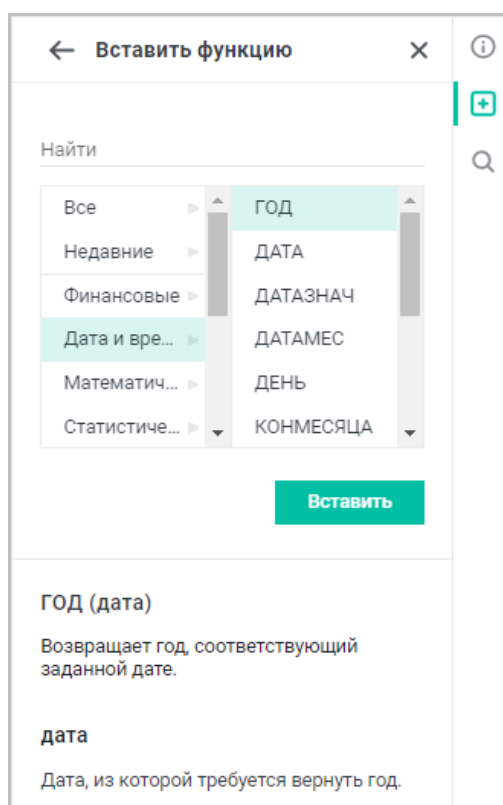 Вставить функцию
Найти
Все
Недавние
Финансовые
Дата и вре...
Математич...
Статистиче...
ГОД
ДАТА
ДАТАЗНАЧ
ДАТАМЕС
ДЕНЬ
КОНМЕСЯЦА
Вставить
ГОД (дата)
Возвращает год, соответствующий
заданной дате.
дата
Дата, из которой требуется вернуть год.